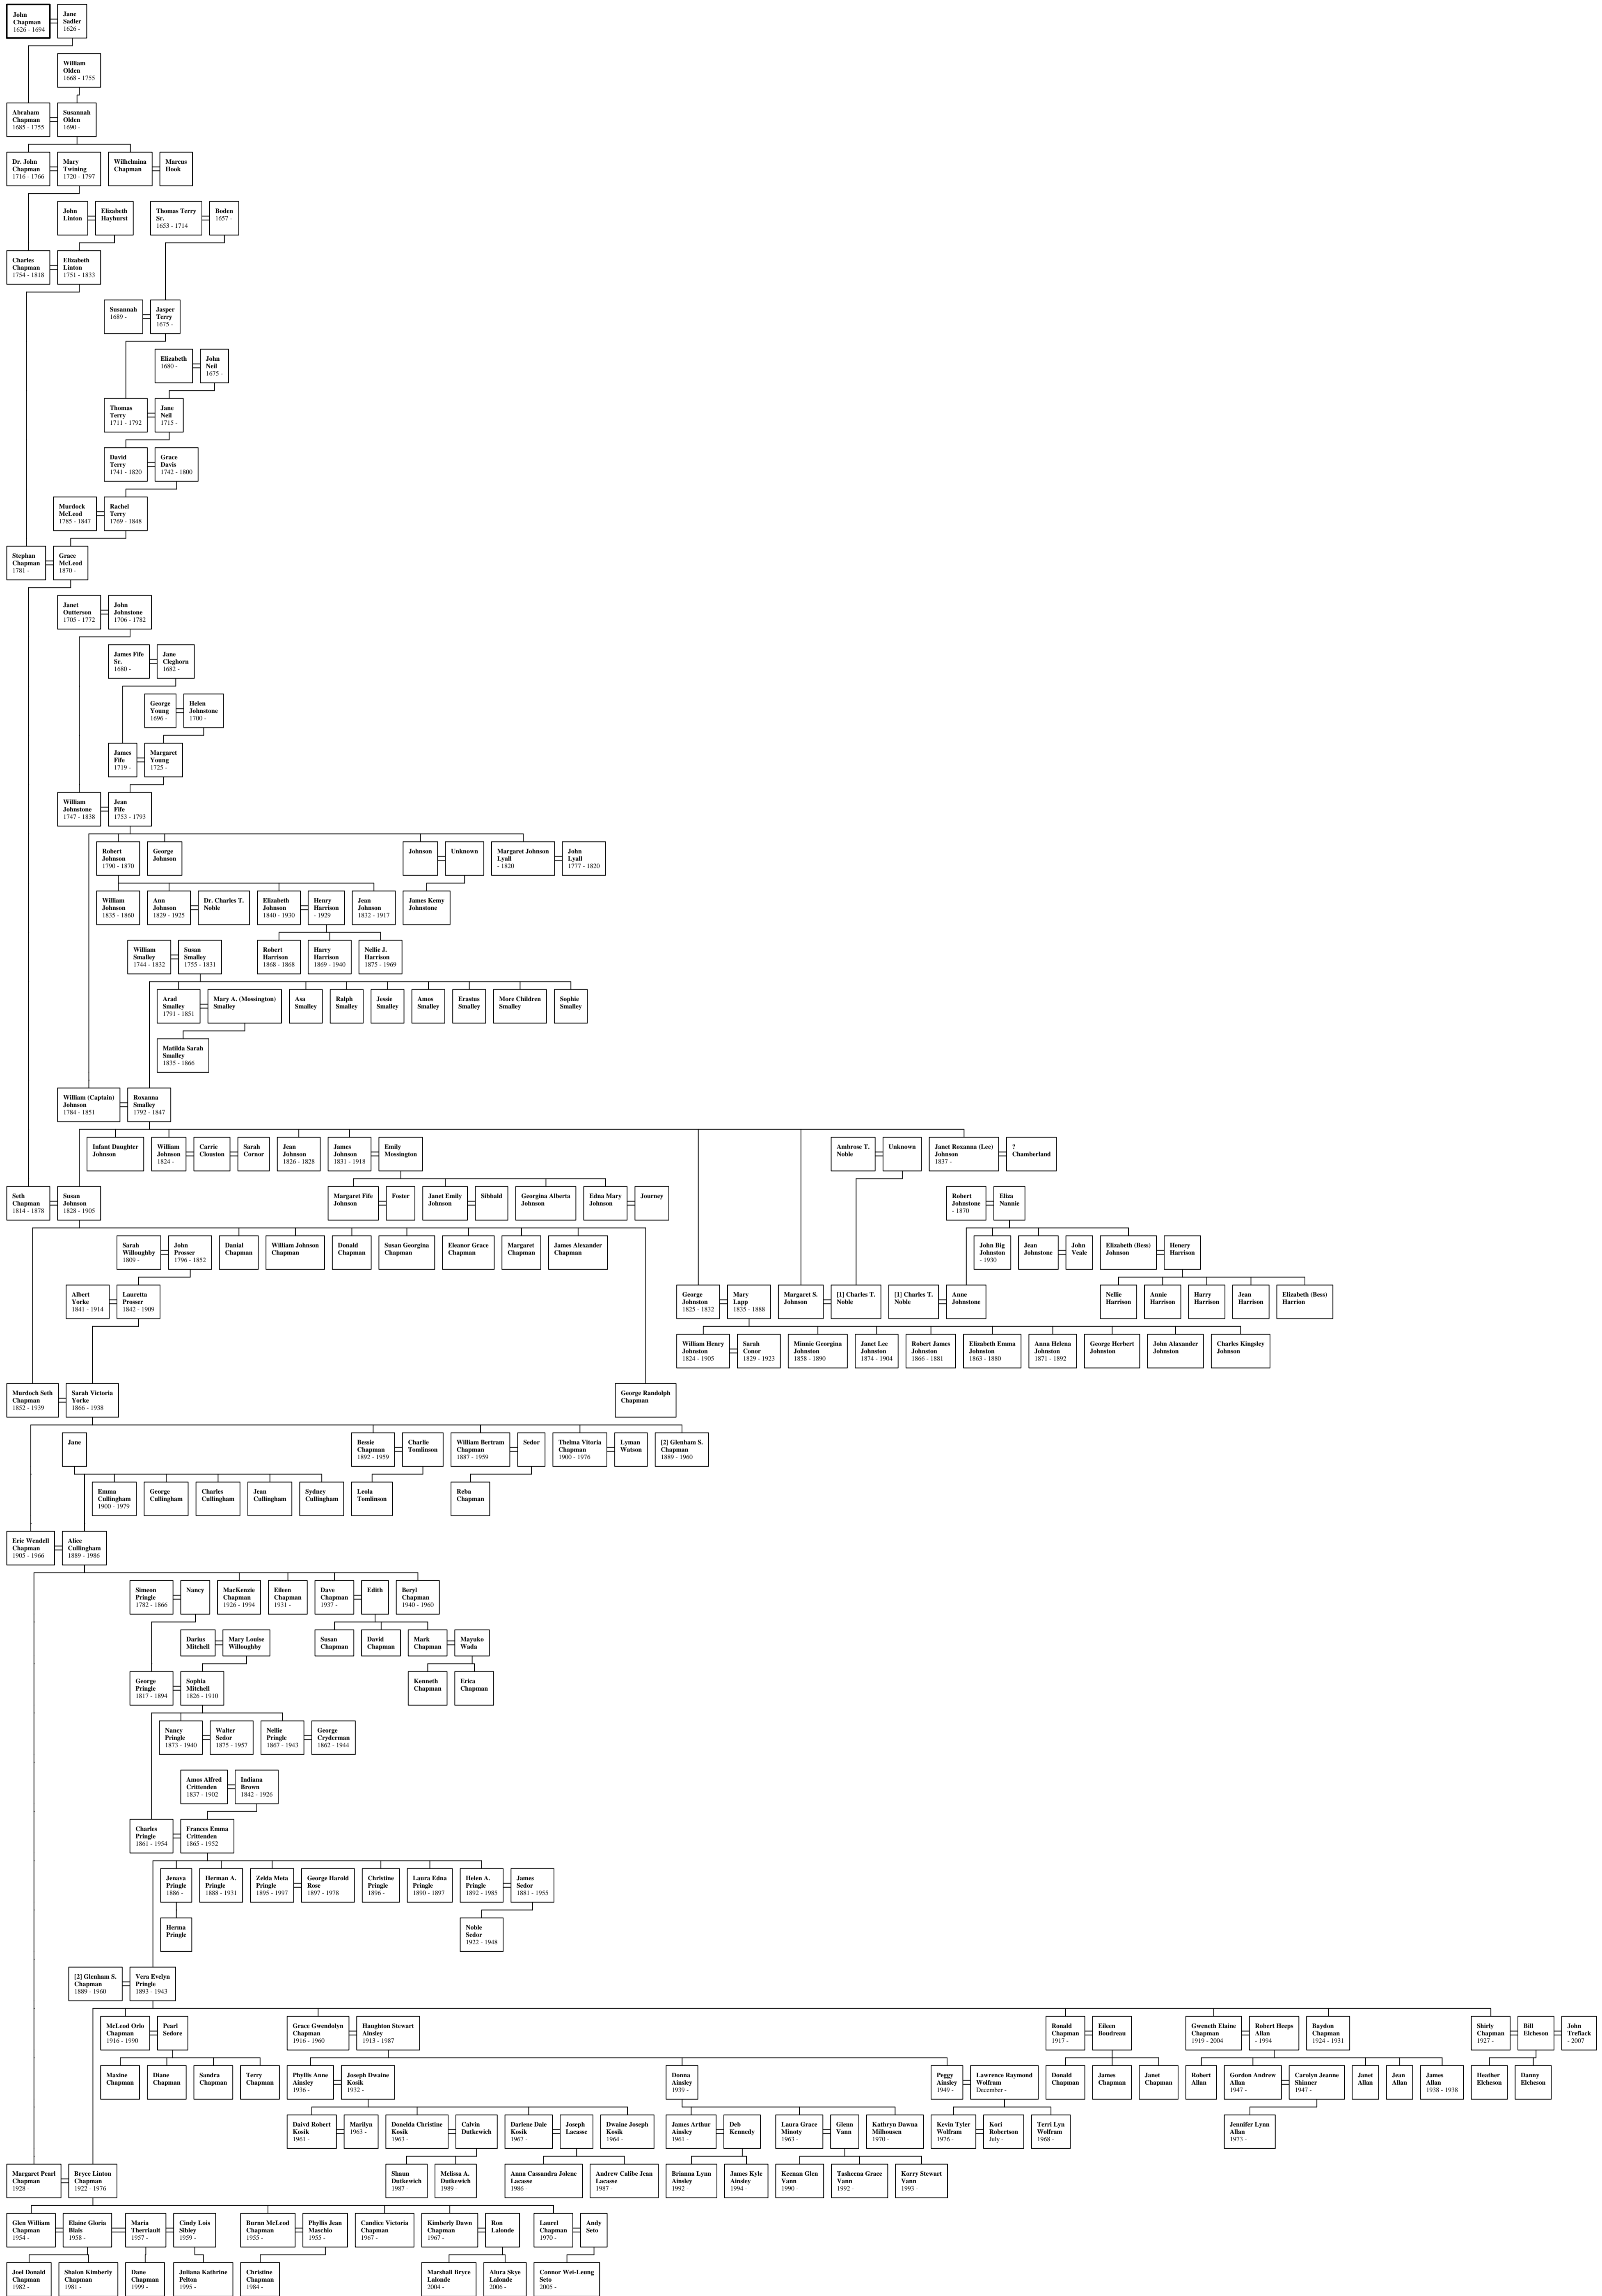 John
Chapman
1626 - 1694
Jane
Sadler
1626 -
William
Olden
1668 - 1755
Abraham
Chapman
1685 - 1755
Susannah
Olden
1690 -
Dr. John
Chapman
1716 - 1766
Mary
Twining
1720 - 1797
Wilhelmina
Chapman
Marcus
Hook
John
Linton
Elizabeth
Hayhurst
Thomas Terry
Sr.
1653 - 1714
Boden
1657 -
Charles
Chapman
1754 - 1818
Elizabeth
Linton
1751 - 1833
Susannah
1689 -
Jasper
Terry
1675 -
Elizabeth
1680 -
John
Neil
1675 -
Thomas
Terry
1711 - 1792
Jane
Neil
1715 -
David
Terry
1741 - 1820
Grace
Davis
1742 - 1800
Murdock
McLeod
1785 - 1847
Rachel
Terry
1769 - 1848
Stephan
Chapman
1781 -
Grace
McLeod
1870 -
Janet
Outterson
1705 - 1772
John
Johnstone
1706 - 1782
James Fife
Sr.
1680 -
Jane
Cleghorn
1682 -
George
Young
1696 -
Helen
Johnstone
1700 -
James
Fife
1719 -
Margaret
Young
1725 -
William
Johnstone
1747 - 1838
Jean
Fife
1753 - 1793
Robert
Johnson
1790 - 1870
George
Johnson
Johnson
Unknown
Margaret Johnson
Lyall
- 1820
John
Lyall
1777 - 1820
William
Johnson
1835 - 1860
Ann
Johnson
1829 - 1925
Dr. Charles T.
Noble
Elizabeth
Johnson
1840 - 1930
Henry
Harrison
- 1929
Jean
Johnson
1832 - 1917
James Kemy
Johnstone
William
Smalley
1744 - 1832
Susan
Smalley
1755 - 1831
Robert
Harrison
1868 - 1868
Harry
Harrison
1869 - 1940
Nellie J.
Harrison
1875 - 1969
Arad
Smalley
1791 - 1851
Mary A. (Mossington)
Smalley
Asa
Smalley
Ralph
Smalley
Jessie
Smalley
Amos
Smalley
Erastus
Smalley
More Children
Smalley
Sophie
Smalley
Matilda Sarah
Smalley
1835 - 1866
William (Captain)
Johnson
1784 - 1851
Roxanna
Smalley
1792 - 1847
Infant Daughter
Johnson
William
Johnson
1824 -
Carrie
Clouston
Sarah
Cornor
Jean
Johnson
1826 - 1828
James
Johnson
1831 - 1918
Emily
Mossington
Ambrose T.
Noble
Unknown
Janet Roxanna (Lee)
Johnson
1837 -
?
Chamberland
Seth
Chapman
1814 - 1878
Susan
Johnson
1828 - 1905
Margaret Fife
Johnson
Foster
Janet Emily
Johnson
Sibbald
Georgina Alberta
Johnson
Edna Mary
Johnson
Journey
Robert
Johnstone
- 1870
Eliza
Nannie
Sarah
Willoughby
1809 -
John
Prosser
1796 - 1852
Danial
Chapman
William Johnson
Chapman
Donald
Chapman
Susan Georgina
Chapman
Eleanor Grace
Chapman
Margaret
Chapman
James Alexander
Chapman
John Big
Johnston
- 1930
Jean
Johnstone
John
Veale
Elizabeth (Bess)
Johnson
Henery
Harrison
Albert
Yorke
1841 - 1914
Lauretta
Prosser
1842 - 1909
George
Johnston
1825 - 1832
Mary
Lapp
1835 - 1888
Margaret S.
Johnson
[1] Charles T.
Noble
[1] Charles T.
Noble
Anne
Johnstone
Nellie
Harrison
Annie
Harrison
Harry
Harrison
Jean
Harrison
Elizabeth (Bess)
Harrion
William Henry
Johnston
1824 - 1905
Sarah
Conor
1829 - 1923
Minnie Georgina
Johnston
1858 - 1890
Janet Lee
Johnston
1874 - 1904
Robert James
Johnston
1866 - 1881
Elizabeth Emma
Johnston
1863 - 1880
Anna Helena
Johnston
1871 - 1892
George Herbert
Johnston
John Alaxander
Johnston
Charles Kingsley
Johnson
Murdoch Seth
Chapman
1852 - 1939
Sarah Victoria
Yorke
1866 - 1938
George Randolph
Chapman
Jane
Bessie
Chapman
1892 - 1959
Charlie
Tomlinson
William Bertram
Chapman
1887 - 1959
Sedor
Thelma Vitoria
Chapman
1900 - 1976
Lyman
Watson
[2] Glenham S.
Chapman
1889 - 1960
Emma
Cullingham
1900 - 1979
George
Cullingham
Charles
Cullingham
Jean
Cullingham
Sydney
Cullingham
Leola
Tomlinson
Reba
Chapman
Eric Wendell
Chapman
1905 - 1966
Alice
Cullingham
1889 - 1986
Simeon
Pringle
1782 - 1866
Nancy
MacKenzie
Chapman
1926 - 1994
Eileen
Chapman
1931 -
Dave
Chapman
1937 -
Edith
Beryl
Chapman
1940 - 1960
Darius
Mitchell
Mary Louise
Willoughby
Susan
Chapman
David
Chapman
Mark
Chapman
Mayuko
Wada
George
Pringle
1817 - 1894
Sophia
Mitchell
1826 - 1910
Kenneth
Chapman
Erica
Chapman
Nancy
Pringle
1873 - 1940
Walter
Sedor
1875 - 1957
Nellie
Pringle
1867 - 1943
George
Cryderman
1862 - 1944
Amos Alfred
Crittenden
1837 - 1902
Indiana
Brown
1842 - 1926
Charles
Pringle
1861 - 1954
Frances Emma
Crittenden
1865 - 1952
Jenava
Pringle
1886 -
Herman A.
Pringle
1888 - 1931
Zelda Meta
Pringle
1895 - 1997
George Harold
Rose
1897 - 1978
Christine
Pringle
1896 -
Laura Edna
Pringle
1890 - 1897
Helen A.
Pringle
1892 - 1985
James
Sedor
1881 - 1955
Herma
Pringle
Noble
Sedor
1922 - 1948
[2] Glenham S.
Chapman
1889 - 1960
Vera Evelyn
Pringle
1893 - 1943
McLeod Orlo
Chapman
1916 - 1990
Pearl
Sedore
Grace Gwendolyn
Chapman
1916 - 1960
Haughton Stewart
Ainsley
1913 - 1987
Ronald
Chapman
1917 -
Eileen
Boudreau
Gweneth Elaine
Chapman
1919 - 2004
Robert Heeps
Allan
- 1994
Baydon
Chapman
1924 - 1931
Shirly
Chapman
1927 -
Bill
Elcheson
John
Trefiack
- 2007
Maxine
Chapman
Diane
Chapman
Sandra
Chapman
Terry
Chapman
Phyllis Anne
Ainsley
1936 -
Joseph Dwaine
Kosik
1932 -
Donna
Ainsley
1939 -
Peggy
Ainsley
1949 -
Lawrence Raymond
Wolfram
December -
Donald
Chapman
James
Chapman
Janet
Chapman
Robert
Allan
Gordon Andrew
Allan
1947 -
Carolyn Jeanne
Shinner
1947 -
Janet
Allan
Jean
Allan
James
Allan
1938 - 1938
Heather
Elcheson
Danny
Elcheson
Daivd Robert
Kosik
1961 -
Marilyn
1963 -
Donelda Christine
Kosik
1963 -
Calvin
Dutkewich
Darlene Dale
Kosik
1967 -
Joseph
Lacasse
Dwaine Joseph
Kosik
1964 -
James Arthur
Ainsley
1961 -
Deb
Kennedy
Laura Grace
Minoty
1963 -
Glenn
Vann
Kathryn Dawna
Milhousen
1970 -
Kevin Tyler
Wolfram
1976 -
Kori
Robertson
July -
Terri Lyn
Wolfram
1968 -
Jennifer Lynn
Allan
1973 -
Margaret Pearl
Chapman
1928 -
Bryce Linton
Chapman
1922 - 1976
Shaun
Dutkewich
1987 -
Melissa A.
Dutkewich
1989 -
Anna Cassandra Jolene
Lacasse
1986 -
Andrew Calibe Jean
Lacasse
1987 -
Brianna Lynn
Ainsley
1992 -
James Kyle
Ainsley
1994 -
Keenan Glen
Vann
1990 -
Tasheena Grace
Vann
1992 -
Korry Stewart
Vann
1993 -
Glen William
Chapman
1954 -
Elaine Gloria
Blais
1958 -
Maria
Therriault
1957 -
Cindy Lois
Sibley
1959 -
Burnn McLeod
Chapman
1955 -
Phyllis Jean
Maschio
1955 -
Candice Victoria
Chapman
1967 -
Kimberly Dawn
Chapman
1967 -
Ron
Lalonde
Laurel
Chapman
1970 -
Andy
Seto
Joel Donald
Chapman
1982 -
Shalon Kimberly
Chapman
1981 -
Dane
Chapman
1999 -
Juliana Kathrine
Pelton
1995 -
Christine
Chapman
1984 -
Marshall Bryce
Lalonde
2004 -
Alura Skye
Lalonde
2006 -
Connor Wei-Leung
Seto
2005 -